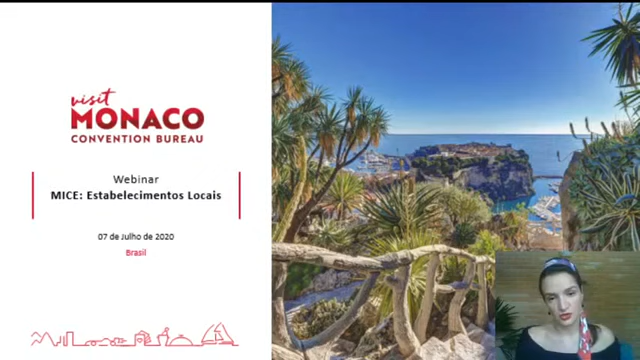 visit
MONACO
CONVENTION BUREAU
Webinar
MICE: Estabelecimentos Locais
07 de Julho de 2020
Brasil